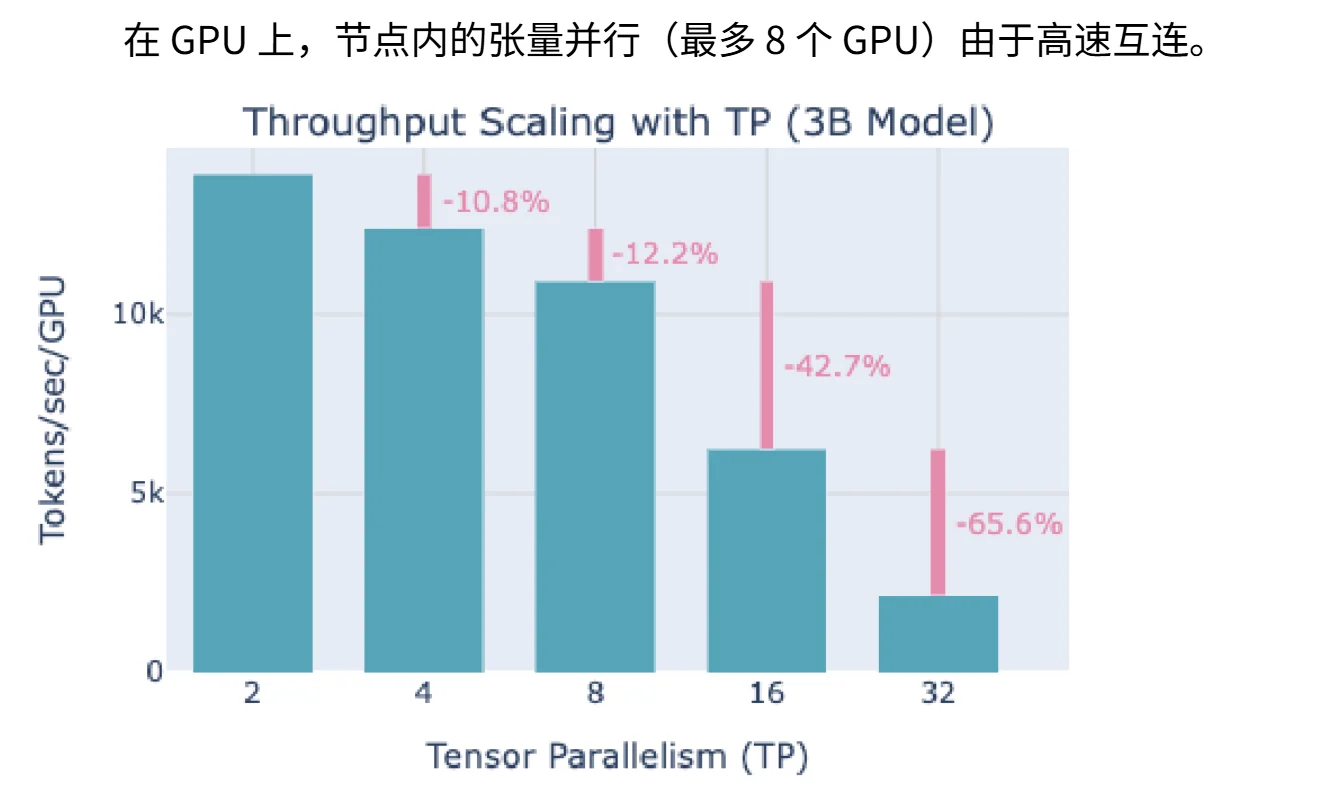 在 GPU 上，节点内的张量并行（最多 8 个 GPU）由于高速互连。
Throughput Scaling with TP (3B Model)
-10.8%
-12.2%
-42.7%
-65.6%
Tokens/sec/GPU
10k
5k
0
2 4 8 16 32
Tensor Parallelism (TP)